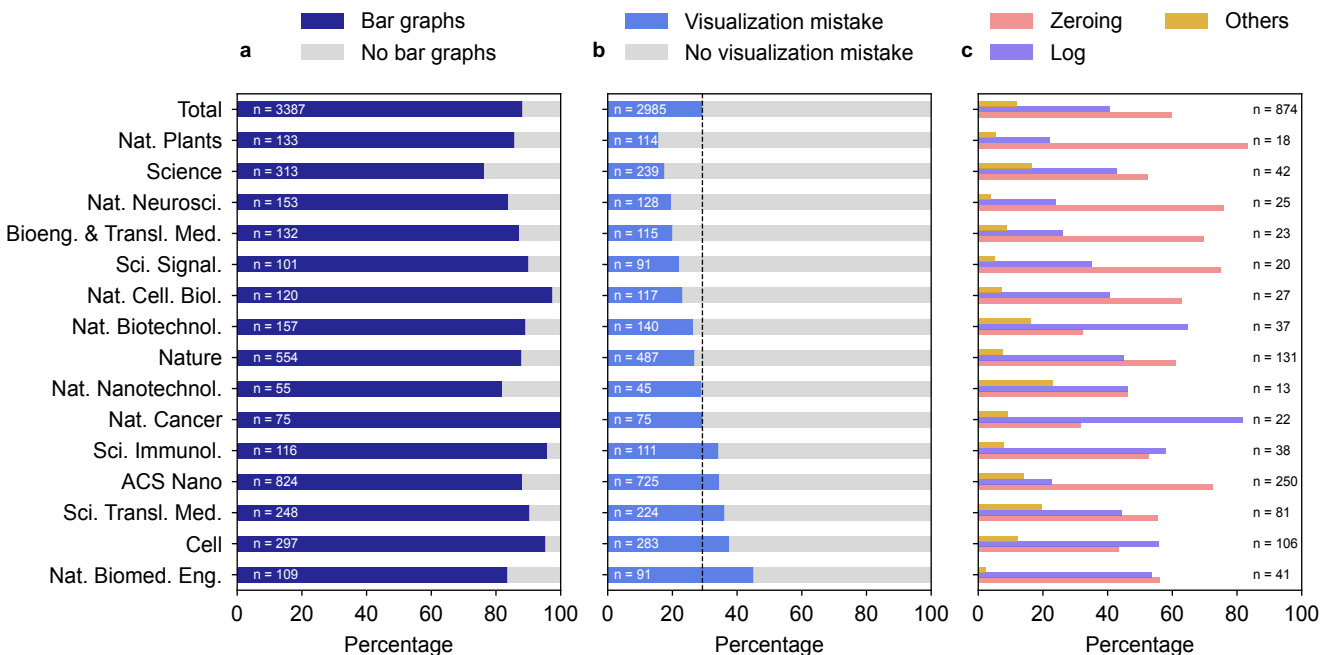 a
Bar graphs
No bar graphs
b
Visualization mistake
No visualization mistake
c
Zeroing
Others
Log
Total n = 3387 n = 2985 n = 874
Nat. Plants n = 133 n = 114 n = 18
Science n = 313 n = 239 n = 42
Nat. Neurosci. n = 153 n = 128 n = 25
Bioeng. & Transl. Med. n = 132 n = 115 n = 23
Sci. Signal. n = 101 n = 91 n = 20
Nat. Cell. Biol. n = 120 n = 117 n = 27
Nat. Biotechnol. n = 157 n = 140 n = 37
Nature n = 554 n = 487 n = 131
Nat. Nanotechnol. n = 55 n = 45 n = 13
Nat. Cancer n = 75 n = 75 n = 22
Sci. Immunol. n = 116 n = 111 n = 38
ACS Nano n = 824 n = 725 n = 250
Sci. Transl. Med. n = 248 n = 224 n = 81
Cell n = 297 n = 283 n = 106
Nat. Biomed. Eng. n = 109 n = 91 n = 41
0 20 40 60 80 100 0 20 40 60 80 100 0 20 40 60 80 100
Percentage Percentage Percentage